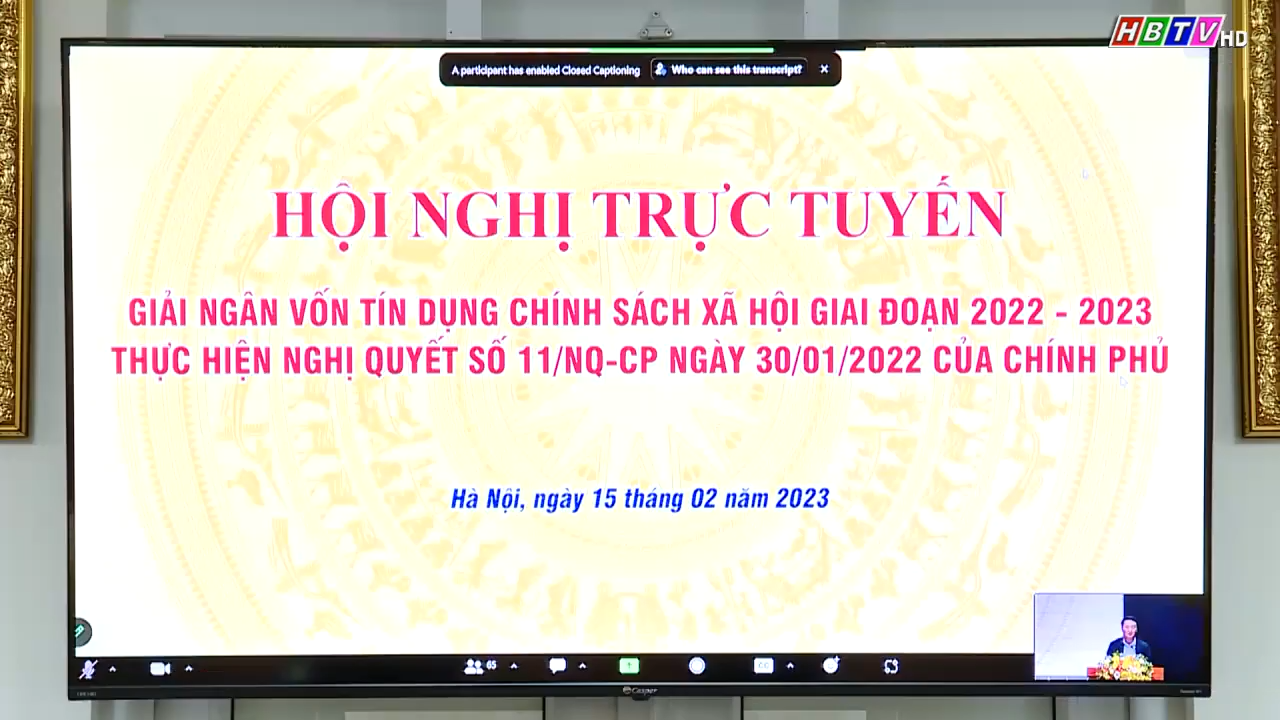 HBTV HD
A participant has enabled Closed Captioning Who can see this transcript?
HỘI NGHỊ TRỰC TUYẾN
GIẢI NGÂN VỐN TÍN DỤNG CHÍNH SÁCH XÃ HỘI GIAI ĐOẠN 2022 - 2023
THỰC HIỆN NGHỊ QUYẾT SỐ 11/NQ-CP NGÀY 30/01/2022 CỦA CHÍNH PHỦ
Hà Nội, ngày 15 tháng 02 năm 2023
65
CC
Casper